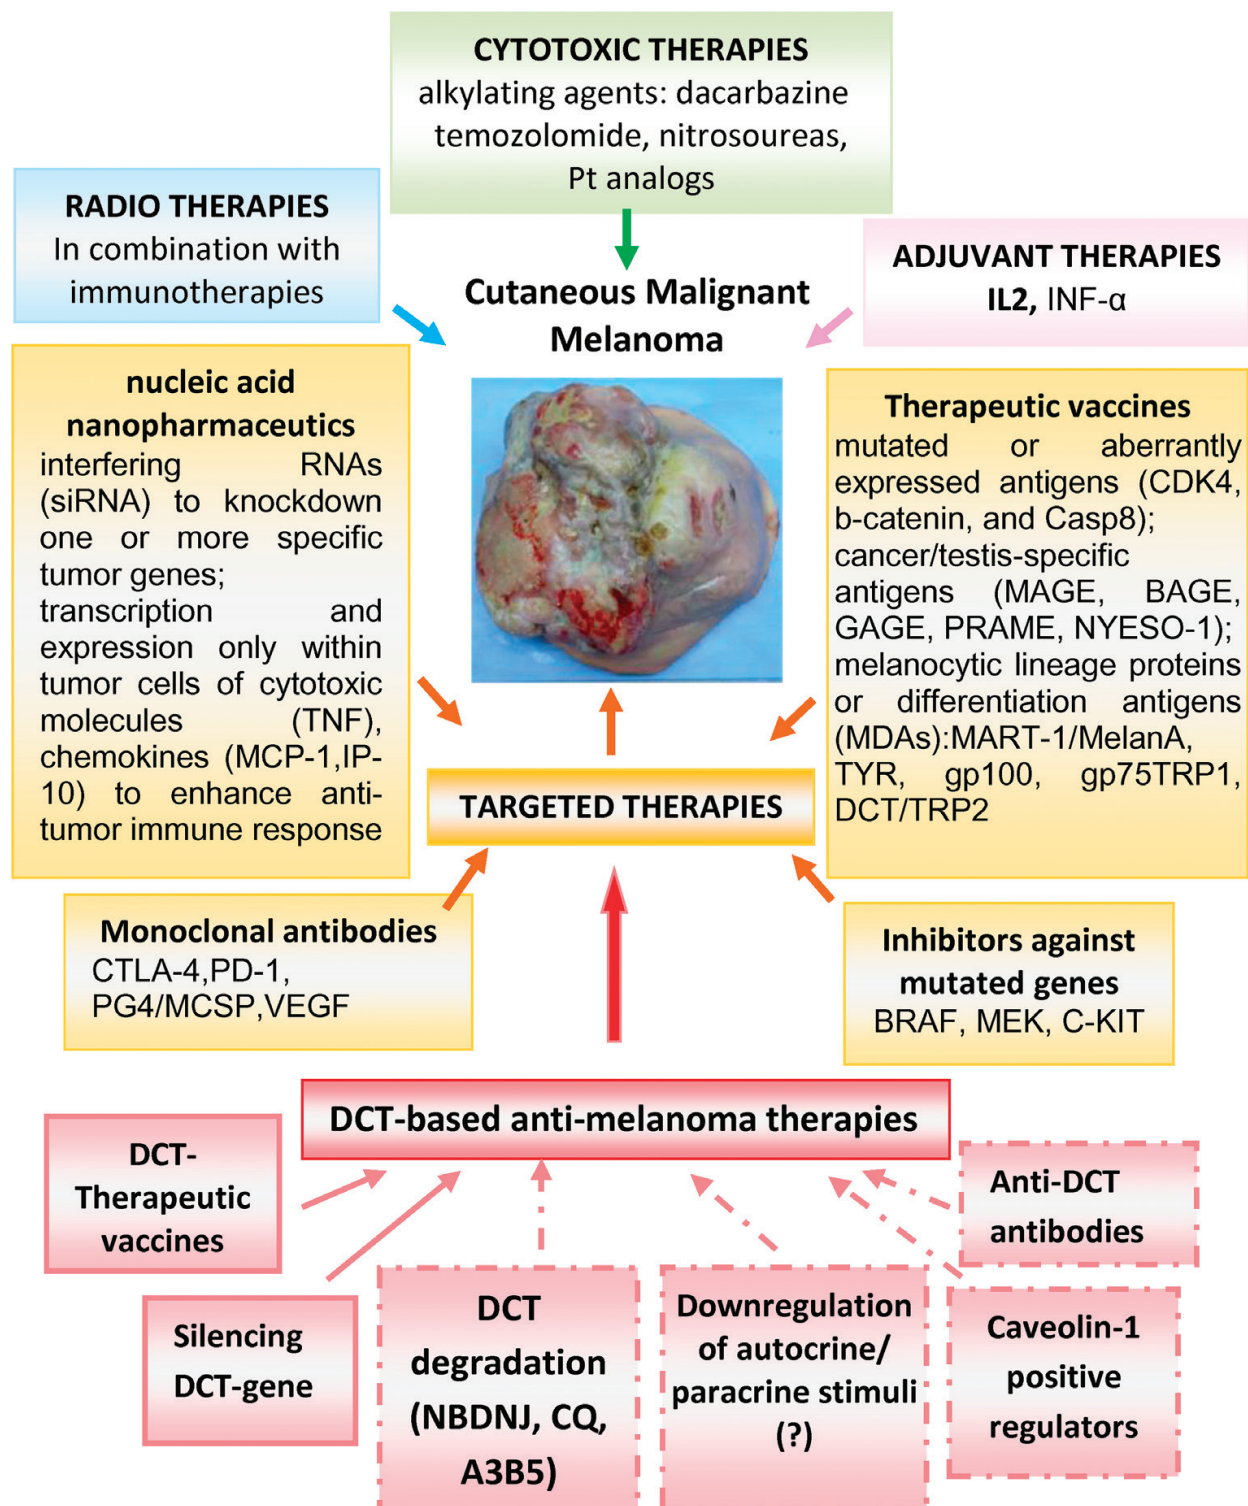 CYTOTOXIC THERAPIES
alkylating agents: dacarbazine
temozolomide, nitrosoureas,
Pt analogs
RADIO THERAPIES
In combination with
immunotherapies
ADJUVANT THERAPIES
IL2, INF-α
Cutaneous Malignant
Melanoma
nucleic acid
nanopharmaceutics
interfering RNAs
(siRNA) to knockdown
one or more specific
tumor genes;
transcription and
expression only within
tumor cells of cytotoxic
molecules (TNF),
chemokines (MCP-1,IP-
10) to enhance anti-
tumor immune response
Therapeutic vaccines
mutated or aberrantly
expressed antigens (CDK4,
b-catenin, and Casp8);
cancer/testis-specific
antigens (MAGE, BAGE,
GAGE, PRAME, NYESO-1);
melanocytic lineage proteins
or differentiation antigens
(MDAs):MART-1/MelanA,
TYR, gp100, gp75TRP1,
DCT/TRP2
TARGETED THERAPIES
Monoclonal antibodies
CTLA-4,PD-1,
PG4/MCSP,VEGF
Inhibitors against
mutated genes
BRAF, MEK, C-KIT
DCT-based anti-melanoma therapies
DCT-
Therapeutic
vaccines
Anti-DCT
antibodies
Silencing
DCT-gene
DCT
degradation
(NBDNJ, CQ,
A3B5)
Downregulation
of autocrine/
paracrine stimuli
(?)
Caveolin-1
positive
regulators